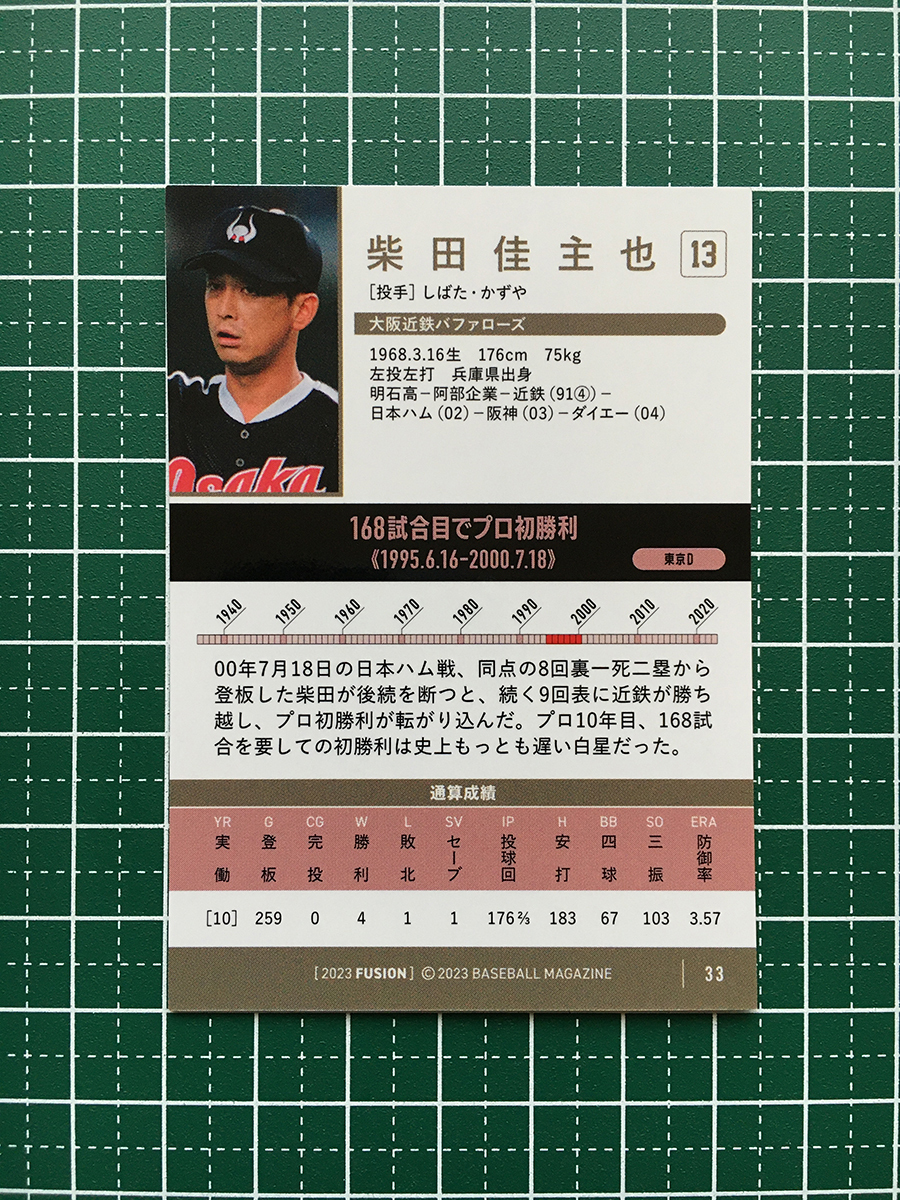 柴田佳主也 13
[投手]しばた・かずや
大阪近鉄バファローズ
1968.3.16生 176cm 75kg
左投左打 兵庫県出身
明石高−阿部企業−近鉄(91④)−
日本ハム(02)−阪神(03)−ダイエー(04)
Osaka
168試合目でプロ初勝利
《1995.6.16−2000.7.18》 東京D
1940 1950 1960 1970 1980 1990 2000 2010 2020
00年7月18日の日本ハム戦、同点の8回裏一死二塁から
登板した柴田が後続を断つと、続く9回表に近鉄が勝ち
越し、プロ初勝利が転がり込んだ。プロ10年目、168試
合を要しての初勝利は史上もっとも遅い白星だった。
通算成績
YR G CG W L SV IP H BB SO ERA
実働 登板 完投 勝利 敗北 セーブ 投球回 安打 四球 三振 防御率
[10] 259 0 4 1 1 176⅔ 183 67 103 3.57
[2023 FUSION] ©2023 BASEBALL MAGAZINE 33